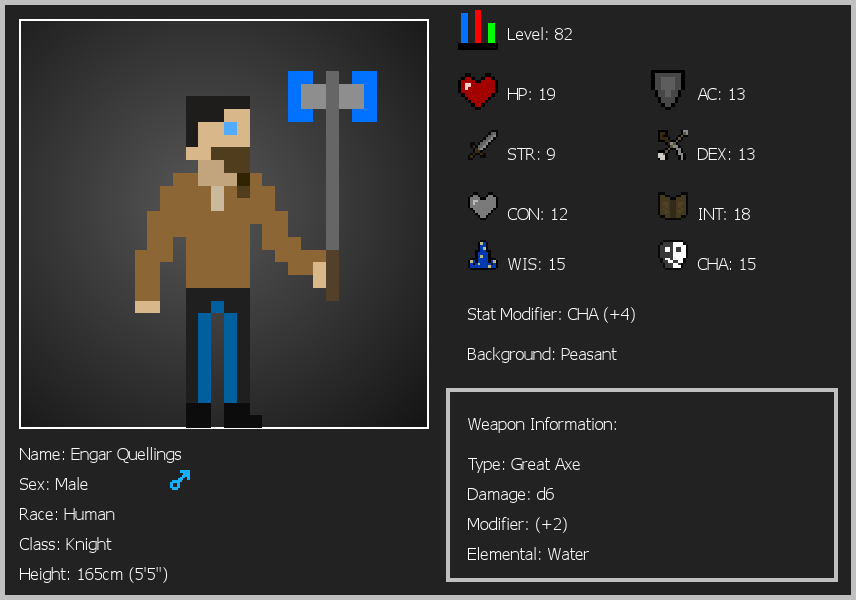 Level: 82
HP: 19
AC: 13
STR: 9
DEX: 13
CON: 12
INT: 18
WIS: 15
CHA: 15
Stat Modifier: CHA (+4)
Background: Peasant
Weapon Information:
Type: Great Axe
Damage: d6
Modifier: (+2)
Elemental: Water
Name: Engar Quellings
Sex: Male
Race: Human
Class: Knight
Height: 165cm (5'5")